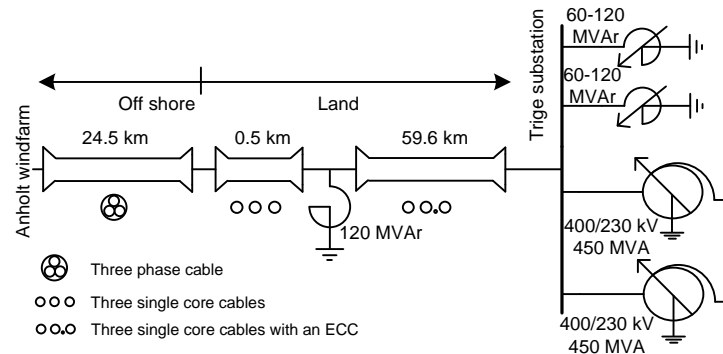 60-120
MVAr
60-120
MVAr
Trige substation
Off shore
Land
24.5 km
0.5 km
59.6 km
Anholt windfarm
120 MVAr
400/230 kV
450 MVA
Three phase cable
Three single core cables
Three single core cables with an ECC
400/230 kV
450 MVA